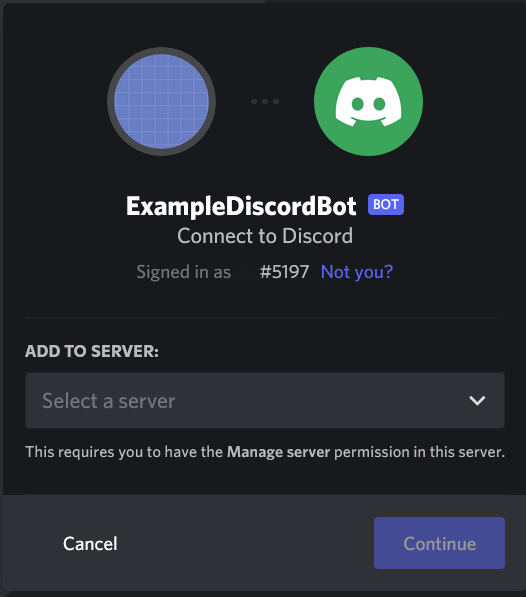 ExampleDiscordBot BOT
Connect to Discord
Signed in as #5197 Not you?
ADD TO SERVER:
Select a server
This requires you to have the Manage server permission in this server.
Cancel Continue